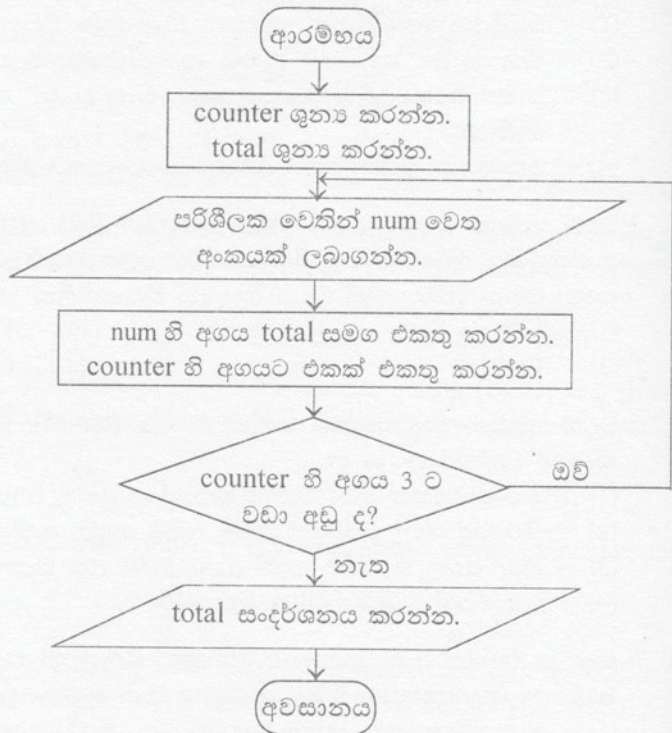 ආරම්භය
counter ශුන්‍ය කරන්න.
total ශුන්‍ය කරන්න.
පරිශීලක වෙතින් num වෙත
අංකයක් ලබාගන්න.
num හි අගය total සමග එකතු කරන්න.
counter හි අගයට එකක් එකතු කරන්න.
counter හි අගය 3 ට
වඩා අඩු ද?
ඔව්
නැත
total සංදර්ශනය කරන්න.
අවසානය